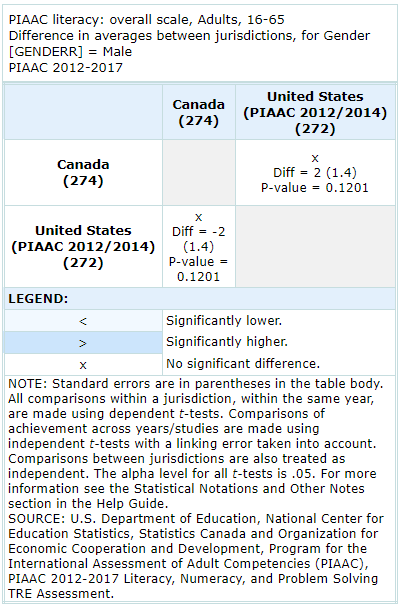 PIAAC literacy: overall scale, Adults, 16-65
Difference in averages between jurisdictions, for Gender
[GENDERR] = Male
PIAAC 2012-2017
Canada
(274)
United States
(PIAAC 2012/2014)
(272)
Canada
(274)
x
Diff = 2 (1.4)
P-value = 0.1201
United States
(PIAAC 2012/2014)
(272)
x
Diff = -2
(1.4)
P-value =
0.1201
LEGEND:
< Significantly lower.
> Significantly higher.
x No significant difference.
NOTE: Standard errors are in parentheses in the table body.
All comparisons within a jurisdiction, within the same year,
are made using dependent t-tests. Comparisons of
achievement across years/studies are made using
independent t-tests with a linking error taken into account.
Comparisons between jurisdictions are also treated as
independent. The alpha level for all t-tests is .05. For more
information see the Statistical Notations and Other Notes
section in the Help Guide.
SOURCE: U.S. Department of Education, National Center for
Education Statistics, Statistics Canada and Organization for
Economic Cooperation and Development, Program for the
International Assessment of Adult Competencies (PIAAC),
PIAAC 2012-2017 Literacy, Numeracy, and Problem Solving
TRE Assessment.